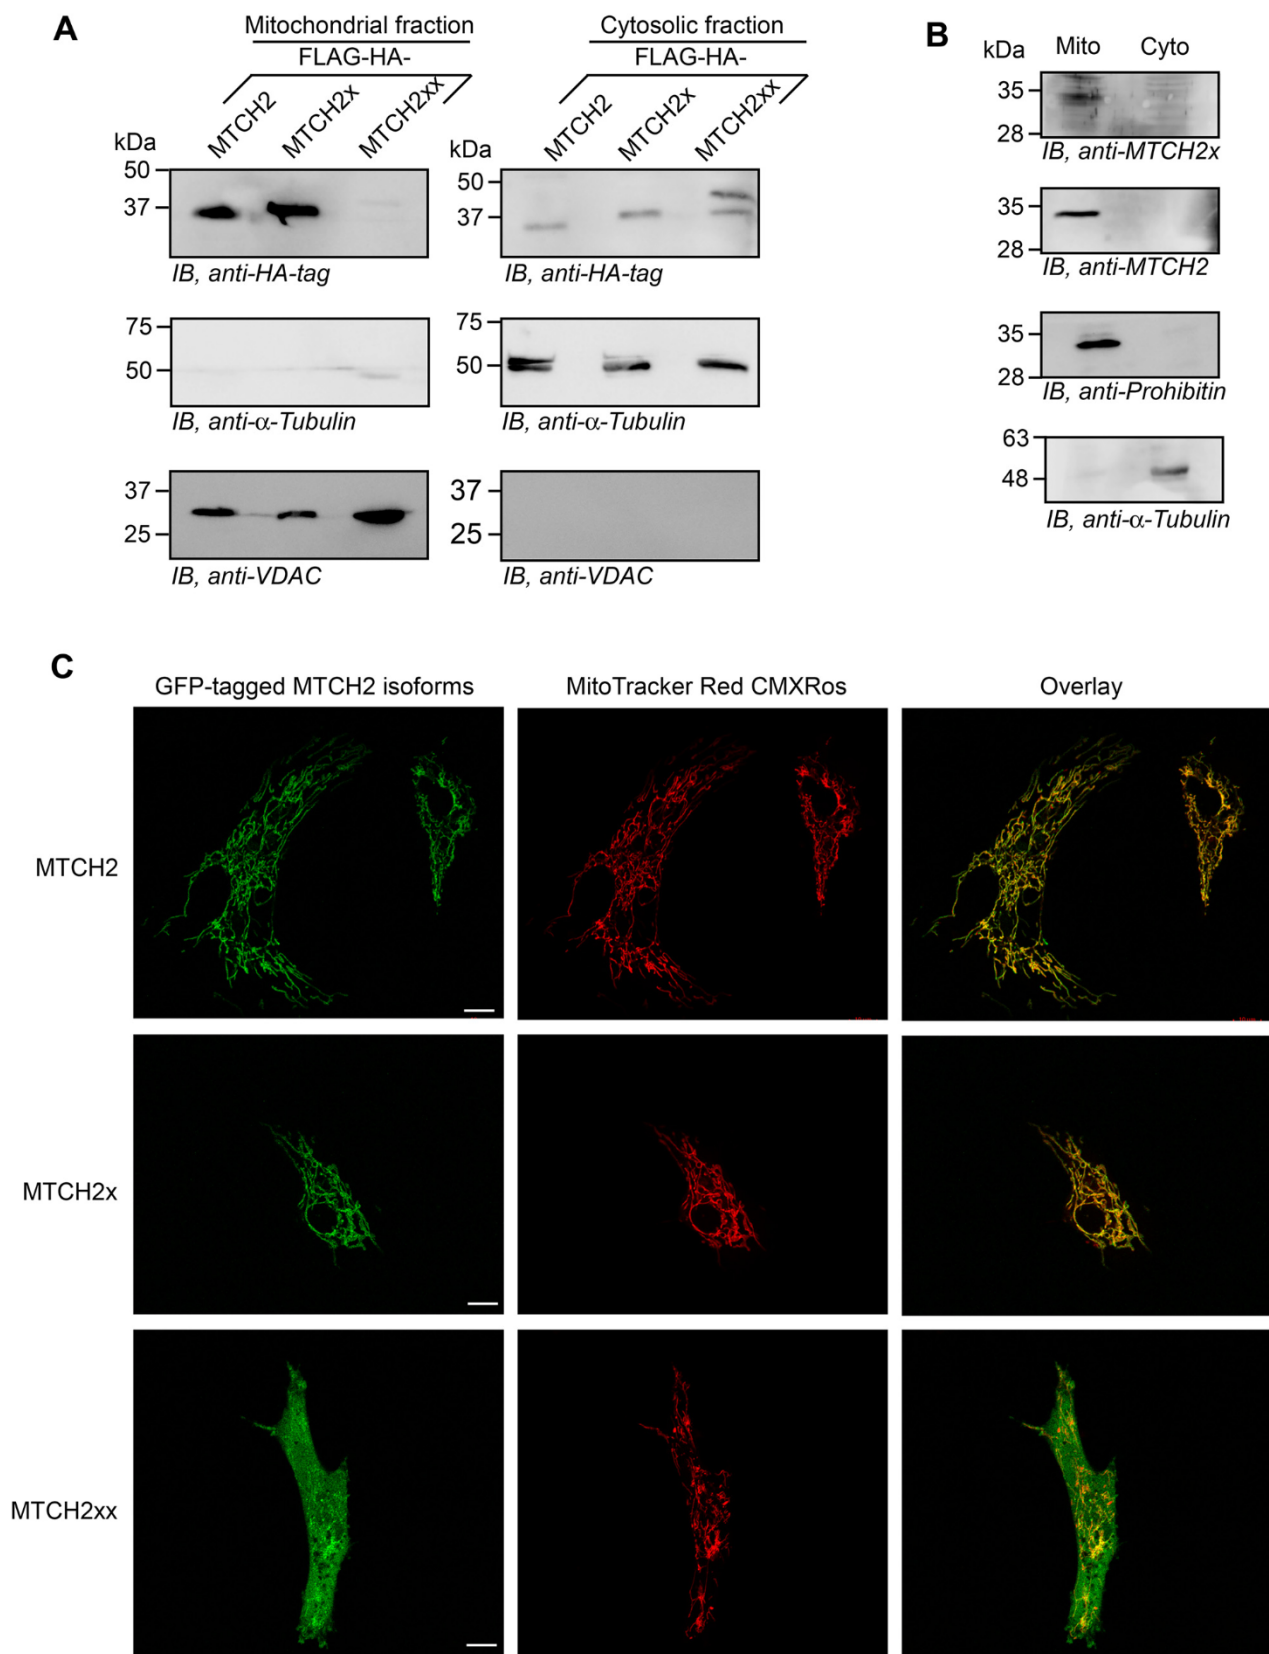 A
Mitochondrial fraction
FLAG-HA-
MTCH2
MTCH2x
MTCH2xx
kDa
50
37
IB, anti-HA-tag
75
50
IB, anti-α-Tubulin
37
25
IB, anti-VDAC
Cytosolic fraction
FLAG-HA-
MTCH2
MTCH2x
MTCH2xx
kDa
50
37
IB, anti-HA-tag
75
50
IB, anti-α-Tubulin
37
25
IB, anti-VDAC
B
kDa Mito Cyto
35
28
IB, anti-MTCH2x
35
28
IB, anti-MTCH2
35
28
IB, anti-Prohibitin
63
48
IB, anti-α-Tubulin
C
GFP-tagged MTCH2 isoforms MitoTracker Red CMXRos Overlay
MTCH2
MTCH2x
MTCH2xx